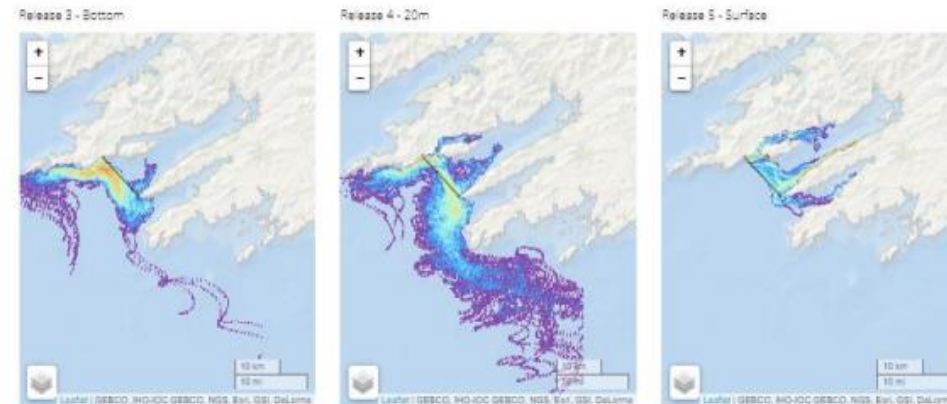 Release 3 - Bottom
Release 4 - 20m
Release 5 - Surface
+
−
+
−
+
−
10 km
10 mi
10 km
10 mi
10 km
10 mi
Leaflet | GEBCO, IHO-IOC GEBCO, NGS, Esri, GSI, DeLorme
Leaflet | GEBCO, IHO-IOC GEBCO, NGS, Esri, GSI, DeLorme
Leaflet | GEBCO, IHO-IOC GEBCO, NGS, Esri, GSI, DeLorme